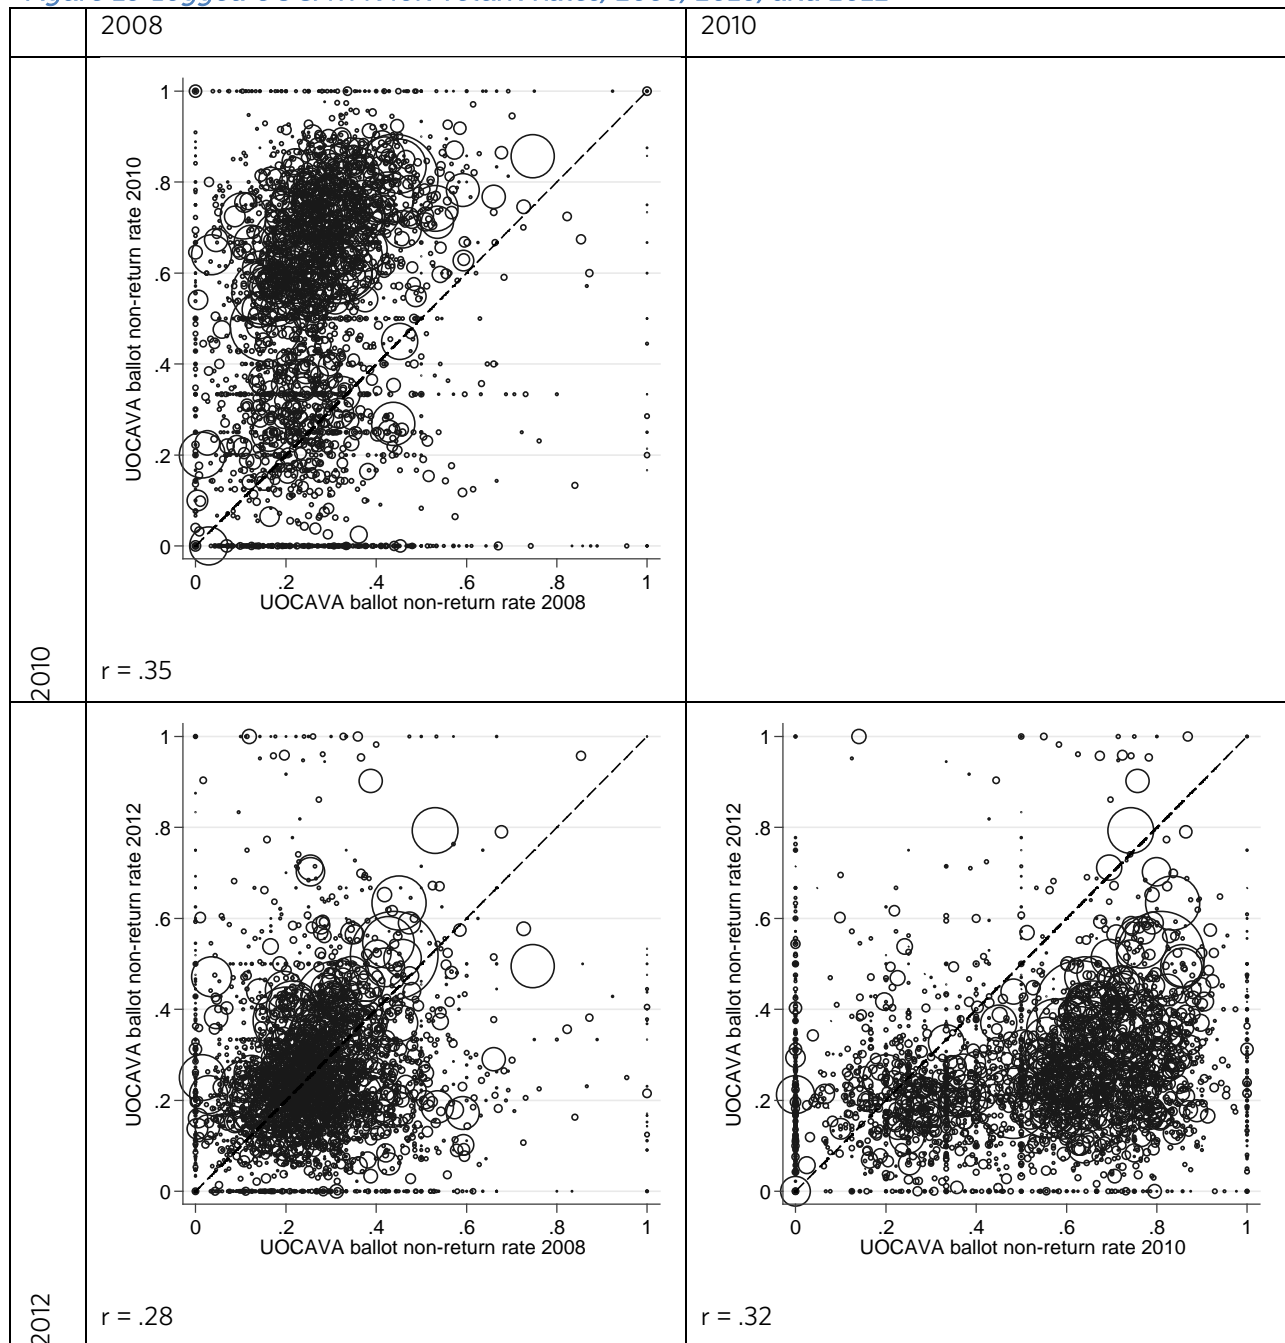 2008 2010
1
.8
.6
.4
.2
0
UOCAVA ballot non-return rate 2010
0 .2 .4 .6 .8 1
UOCAVA ballot non-return rate 2008
2010
r = .35
1
.8
.6
.4
.2
0
UOCAVA ballot non-return rate 2012
0 .2 .4 .6 .8 1
UOCAVA ballot non-return rate 2008
1
.8
.6
.4
.2
0
UOCAVA ballot non-return rate 2012
0 .2 .4 .6 .8 1
UOCAVA ballot non-return rate 2010
2012
r = .28
r = .32